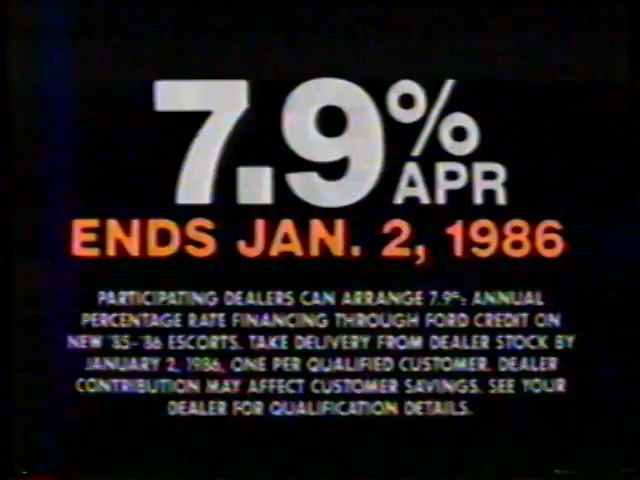 7.9%
APR
ENDS JAN. 2, 1986
PARTICIPATING DEALERS CAN ARRANGE 7.9% ANNUAL
PERCENTAGE RATE FINANCING THROUGH FORD CREDIT ON
NEW '85-'86 ESCORTS. TAKE DELIVERY FROM DEALER STOCK BY
JANUARY 2, 1986, ONE PER QUALIFIED CUSTOMER. DEALER
CONTRIBUTION MAY AFFECT CUSTOMER SAVINGS. SEE YOUR
DEALER FOR QUALIFICATION DETAILS.